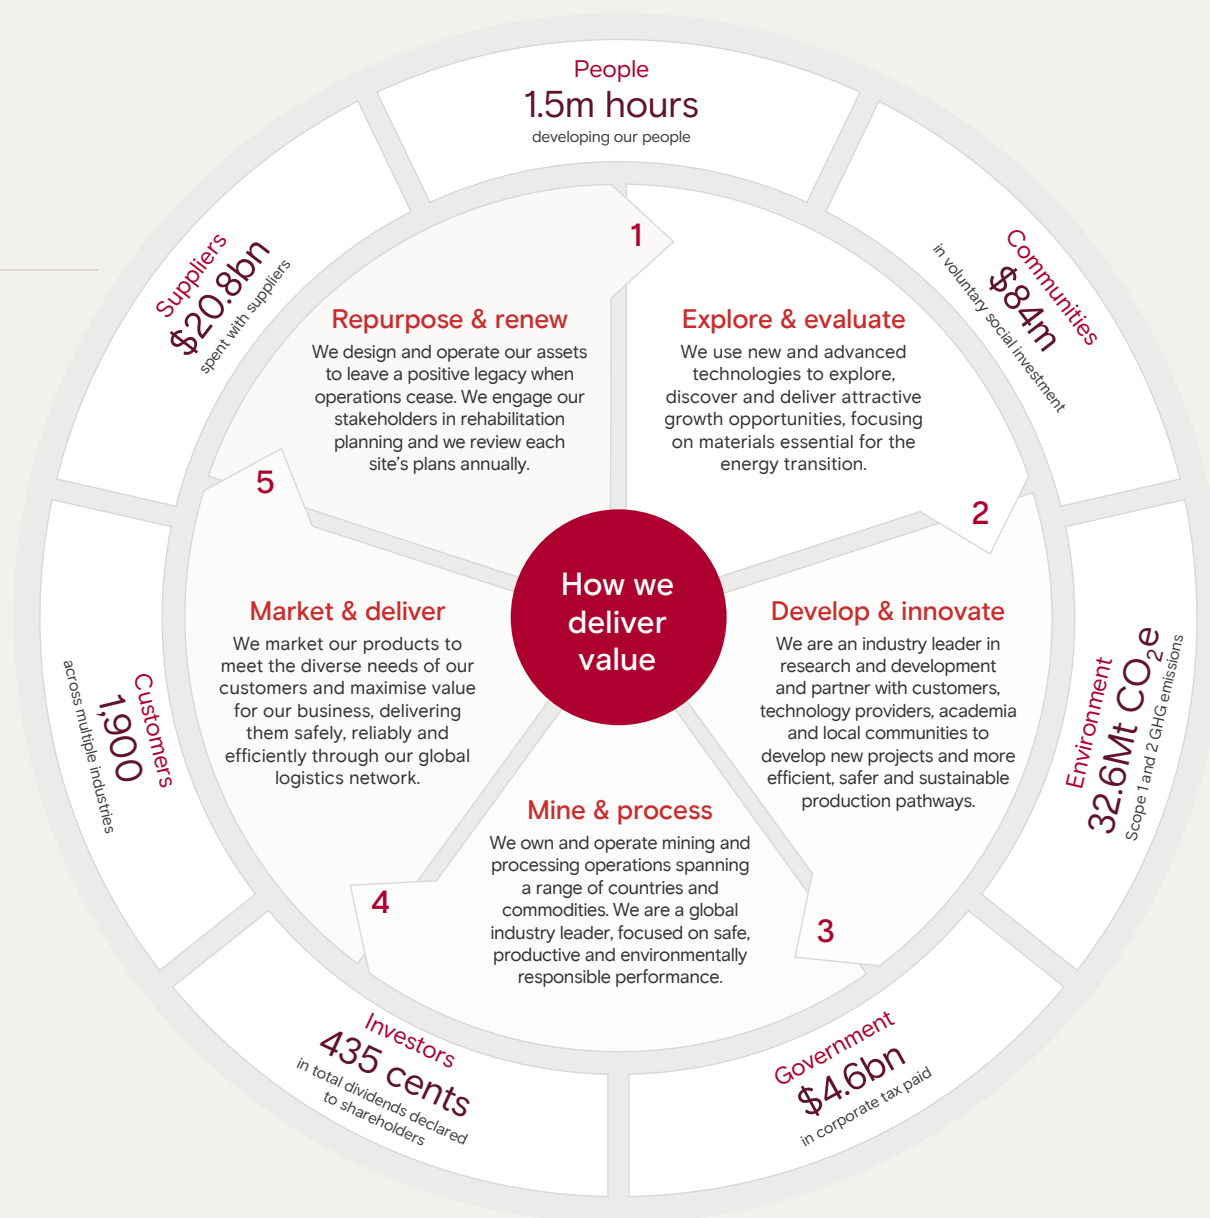 People
1.5m hours
developing our people
Communities
$84m
in voluntary social investment
Environment
32.6Mt CO₂e
Scope 1 and 2 GHG emissions
Government
$4.6bn
in corporate tax paid
Investors
435 cents
in total dividends declared
to shareholders
Customers
1,900
across multiple industries
Suppliers
$20.8bn
spent with suppliers
How we
deliver
value
1
Explore & evaluate
We use new and advanced
technologies to explore,
discover and deliver attractive
growth opportunities, focusing
on materials essential for the
energy transition.
2
Develop & innovate
We are an industry leader in
research and development
and partner with customers,
technology providers, academia
and local communities to
develop new projects and more
efficient, safer and sustainable
production pathways.
3
Mine & process
We own and operate mining and
processing operations spanning
a range of countries and
commodities. We are a global
industry leader, focused on safe,
productive and environmentally
responsible performance.
4
Market & deliver
We market our products to
meet the diverse needs of our
customers and maximise value
for our business, delivering
them safely, reliably and
efficiently through our global
logistics network.
5
Repurpose & renew
We design and operate our assets
to leave a positive legacy when
operations cease. We engage our
stakeholders in rehabilitation
planning and we review each
site's plans annually.